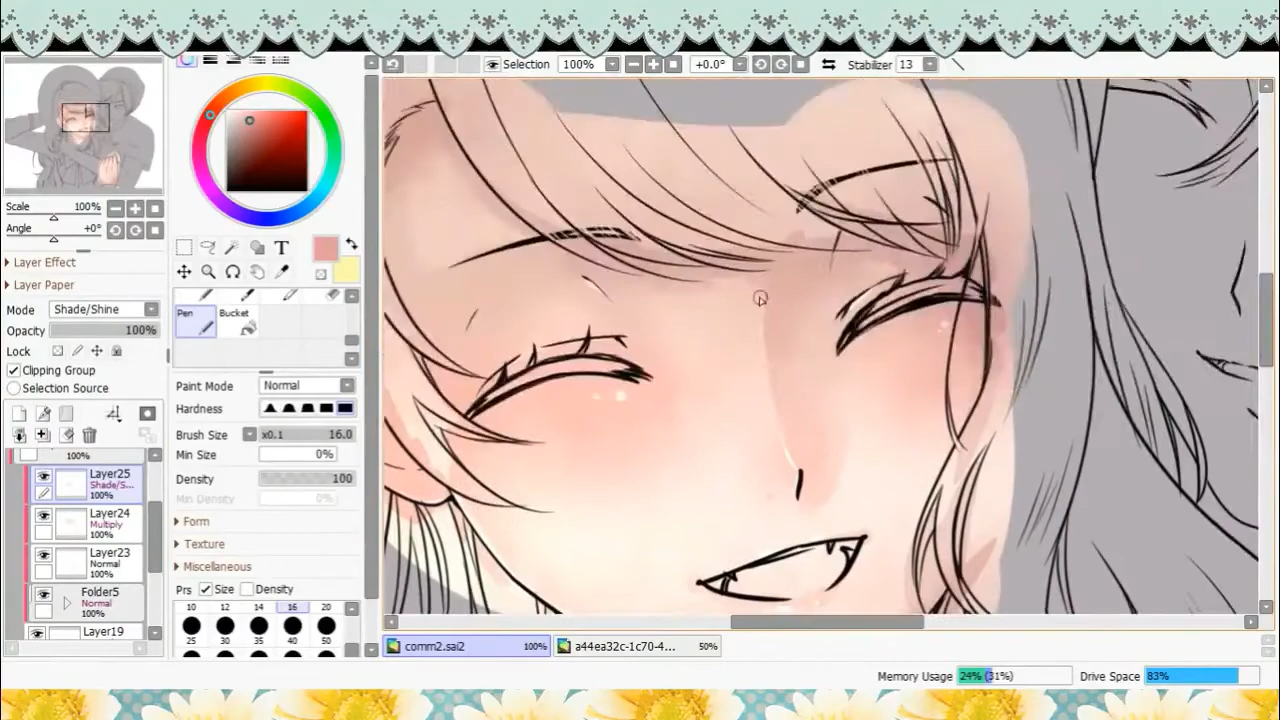 Selection 100% +0.0° Stabilizer 13
Scale 100%
Angle +0°
Layer Effect
Layer Paper
Mode Shade/Shine
Opacity 100%
Lock
Clipping Group
Selection Source
100%
Layer25
Shade/S...
100%
Layer24
Multiply
100%
Layer23
Normal
100%
Folder5
Normal
100%
Layer19
T
Pen Bucket
Paint Mode Normal
Hardness
Brush Size x0.1 16.0
Min Size 0%
Density 100
Min Density 0%
Form
Texture
Miscellaneous
Prs Size Density
10 12 14 16 20
25 30 35 40 50
comm2.sai2 100% a44ea32c-1c70-4... 50%
Memory Usage 24% (31%) Drive Space 83%